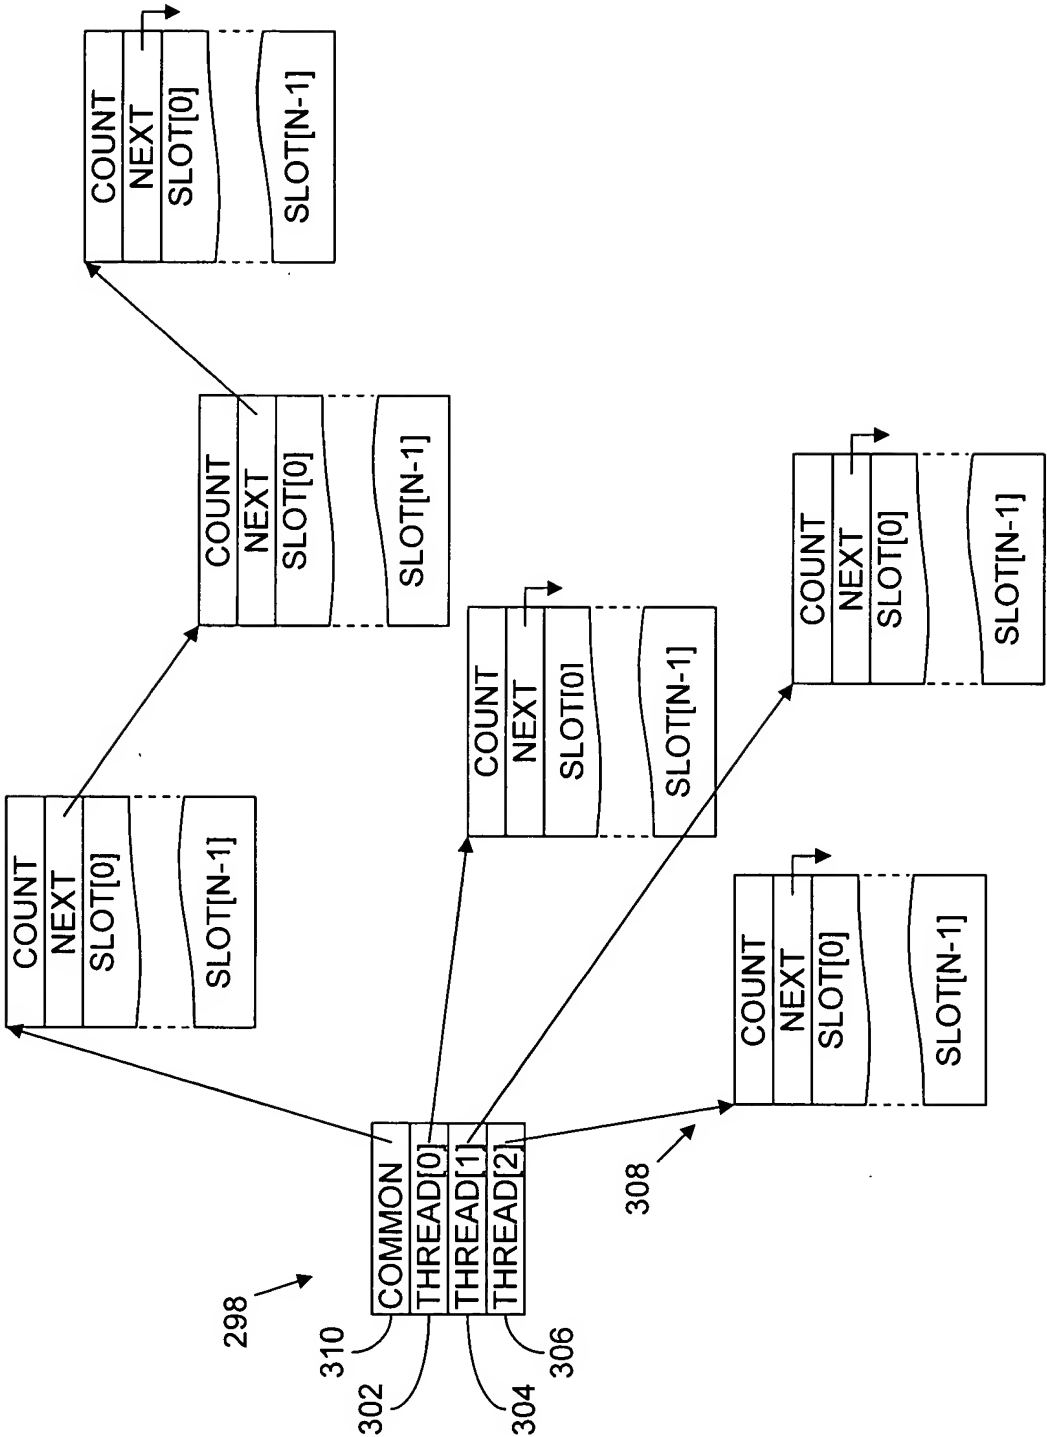 298
310
302
304
306
COMMON
THREAD[0]
THREAD[1]
THREAD[2]
308
COUNT
NEXT
SLOT[0]
SLOT[N-1]
COUNT
NEXT
SLOT[0]
SLOT[N-1]
COUNT
NEXT
SLOT[0]
SLOT[N-1]
COUNT
NEXT
SLOT[0]
SLOT[N-1]
COUNT
NEXT
SLOT[0]
SLOT[N-1]
COUNT
NEXT
SLOT[0]
SLOT[N-1]